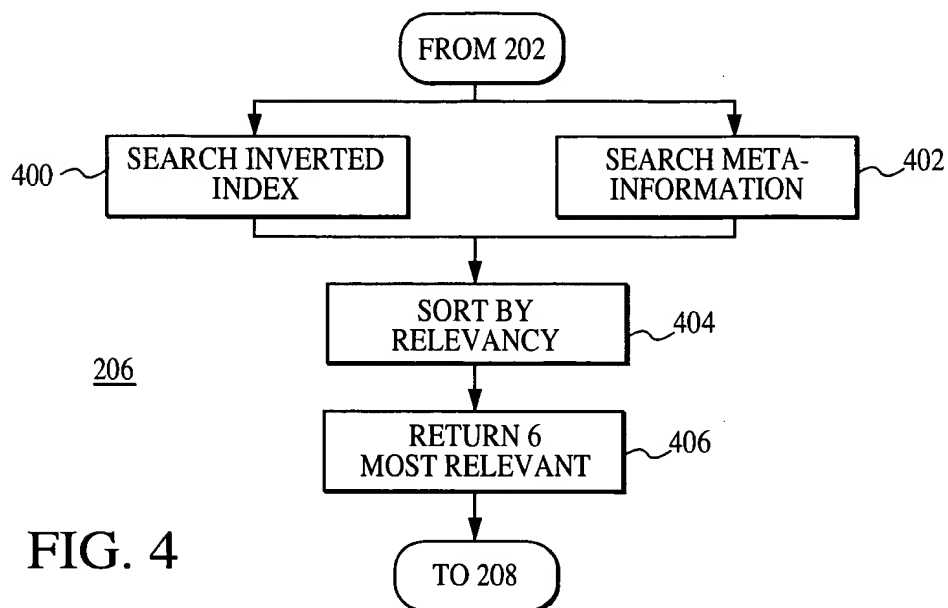 FROM 202
400
SEARCH INVERTED
INDEX
SEARCH META-
INFORMATION
402
SORT BY
RELEVANCY
404
206
RETURN 6
MOST RELEVANT
406
FIG. 4
TO 208